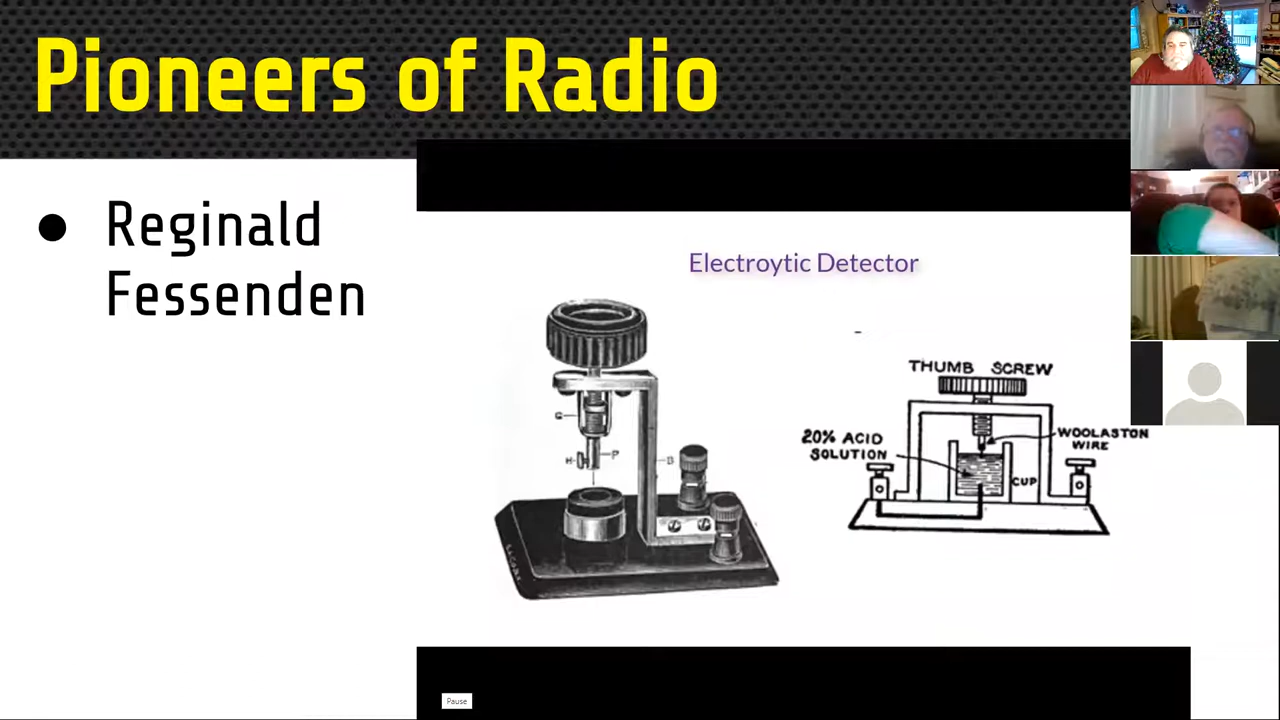 Pioneers of Radio
● Reginald
Fessenden
Electroytic Detector
THUMB SCREW
20% ACID
SOLUTION
WOOLASTON
WIRE
CUP
G
H
P
B
Pause